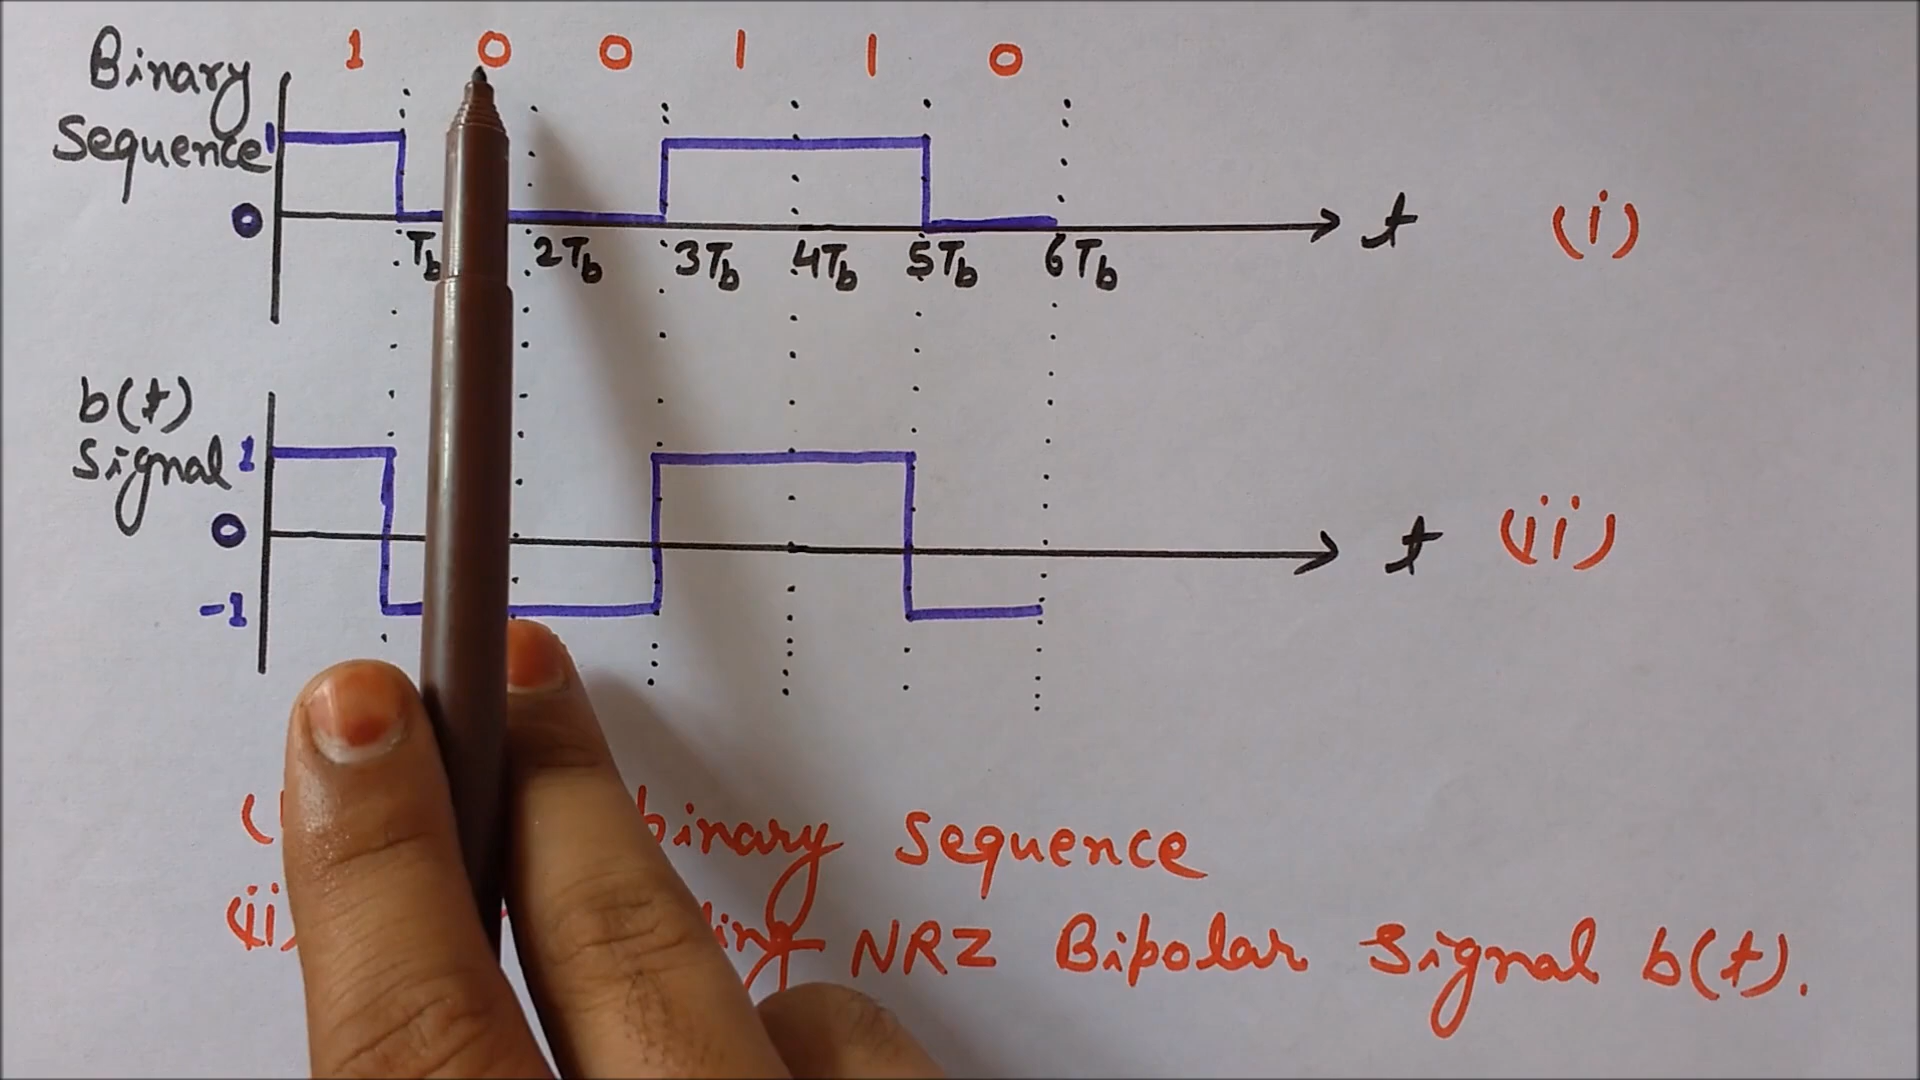 1 0 0 1 1 0
Binary
Sequence 1
0
t (i)
Tb 2Tb 3Tb 4Tb 5Tb 6Tb
b(t)
Signal 1
0
t (ii)
-1
binary Sequence
(ii) NRZ Bipolar Signal b(t).